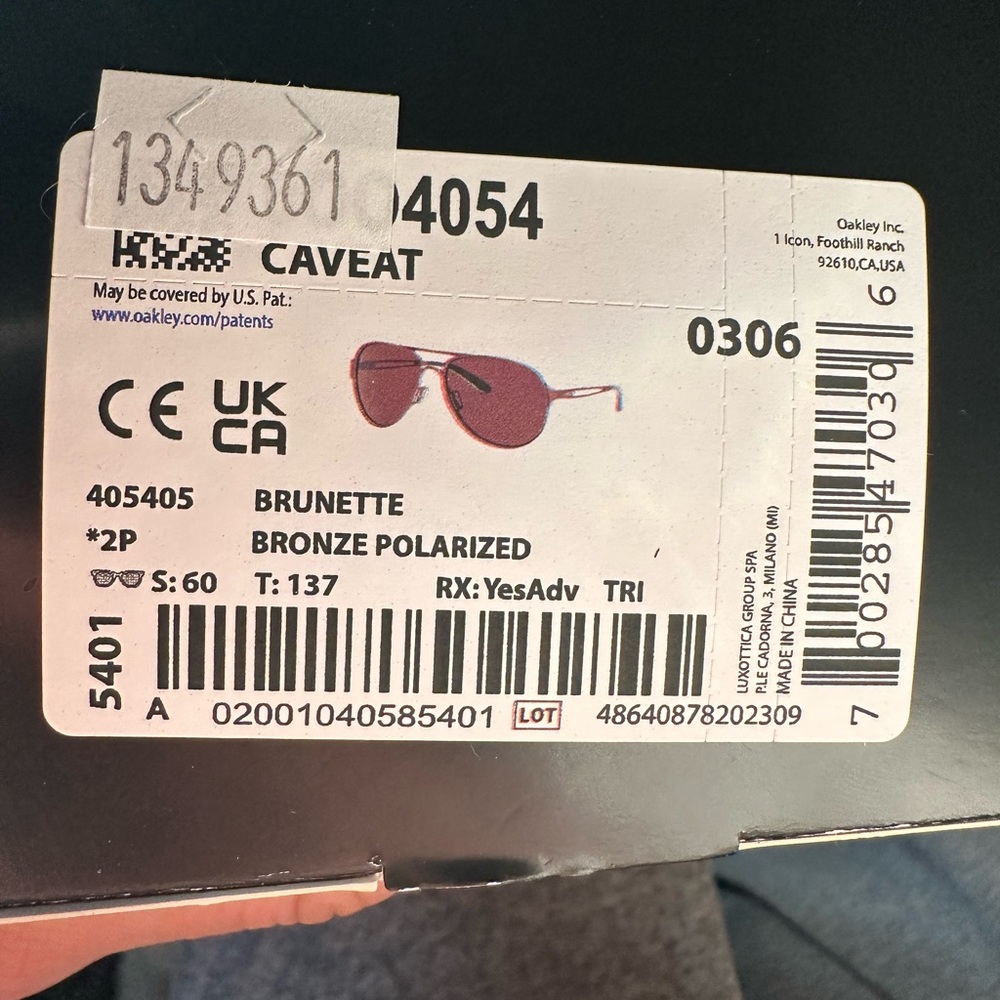 1349361
04054
CAVEAT
May be covered by U.S. Pat.:
www.oakley.com/patents
Oakley Inc.
1 Icon, Foothill Ranch
92610,CA,USA
0306
CE UK
CA
405405 BRUNETTE
*2P BRONZE POLARIZED
S: 60 T: 137 RX: YesAdv TRI
5401
A 02001040585401 LOT 48640878202309
LUXOTTICA GROUP SPA
P.LE CADORNA, 3, MILANO (MI)
MADE IN CHINA
7 00285 47030 6